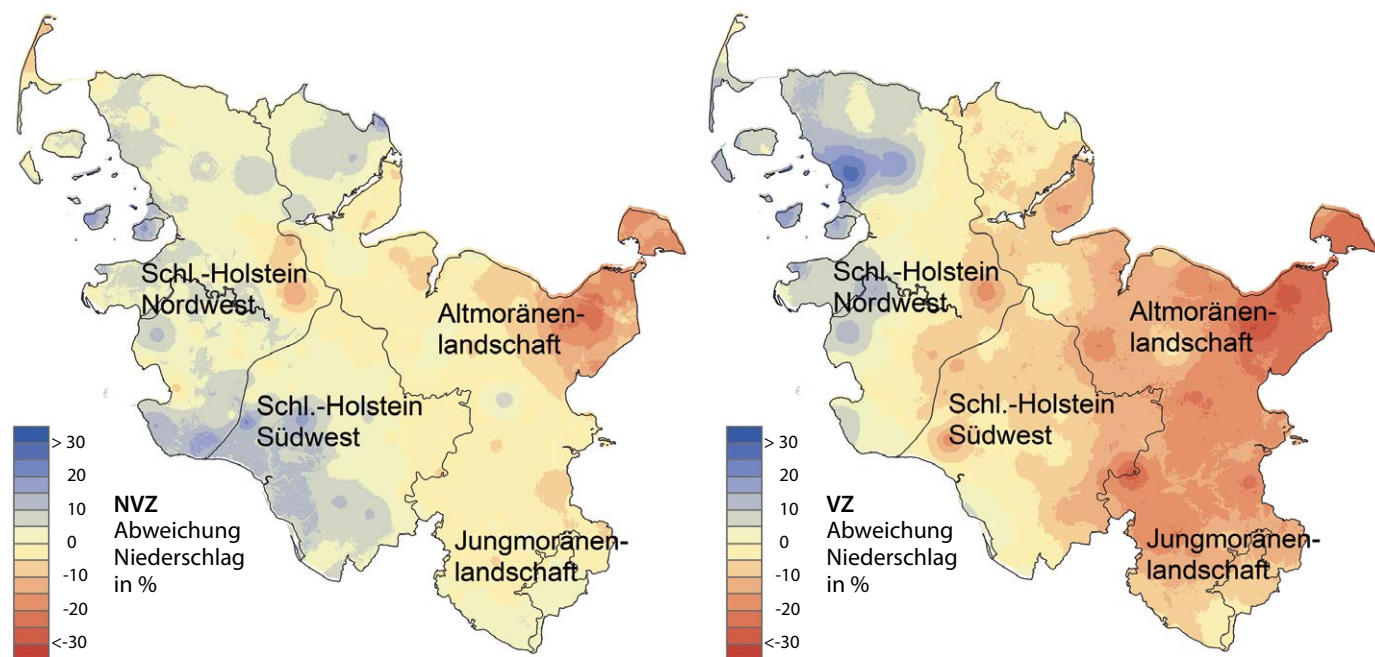 Schl.-Holstein
Nordwest
Altmoränen-
landschaft
Schl.-Holstein
Südwest
Jungmoränen-
landschaft
> 30
20
10
0
-10
-20
<-30
NVZ
Abweichung
Niederschlag
in %
Schl.-Holstein
Nordwest
Altmoränen-
landschaft
Schl.-Holstein
Südwest
Jungmoränen-
landschaft
> 30
20
10
0
-10
-20
<-30
VZ
Abweichung
Niederschlag
in %